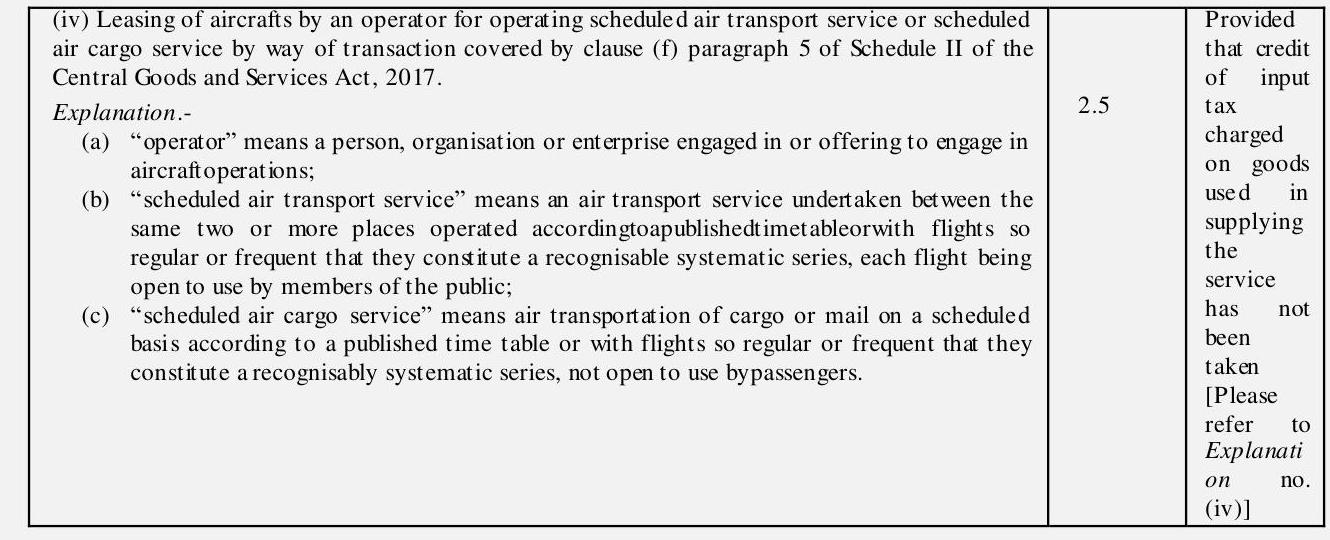 (iv) Leasing of aircrafts by an operator for operating scheduled air transport service or scheduled
air cargo service by way of transaction covered by clause (f) paragraph 5 of Schedule II of the
Central Goods and Services Act, 2017.
Explanation.-
(a) “operator” means a person, organisation or enterprise engaged in or offering to engage in
aircraftoperations;
(b) “scheduled air transport service” means an air transport service undertaken between the
same two or more places operated accordingtoapublishedtimetableorwith flights so
regular or frequent that they constitute a recognisable systematic series, each flight being
open to use by members of the public;
(c) “scheduled air cargo service” means air transportation of cargo or mail on a scheduled
basis according to a published time table or with flights so regular or frequent that they
constitute a recognisably systematic series, not open to use bypassengers.
2.5
Provided
that credit
of input
tax
charged
on goods
used in
supplying
the
service
has not
been
taken
[Please
refer to
Explanati
on no.
(iv)]